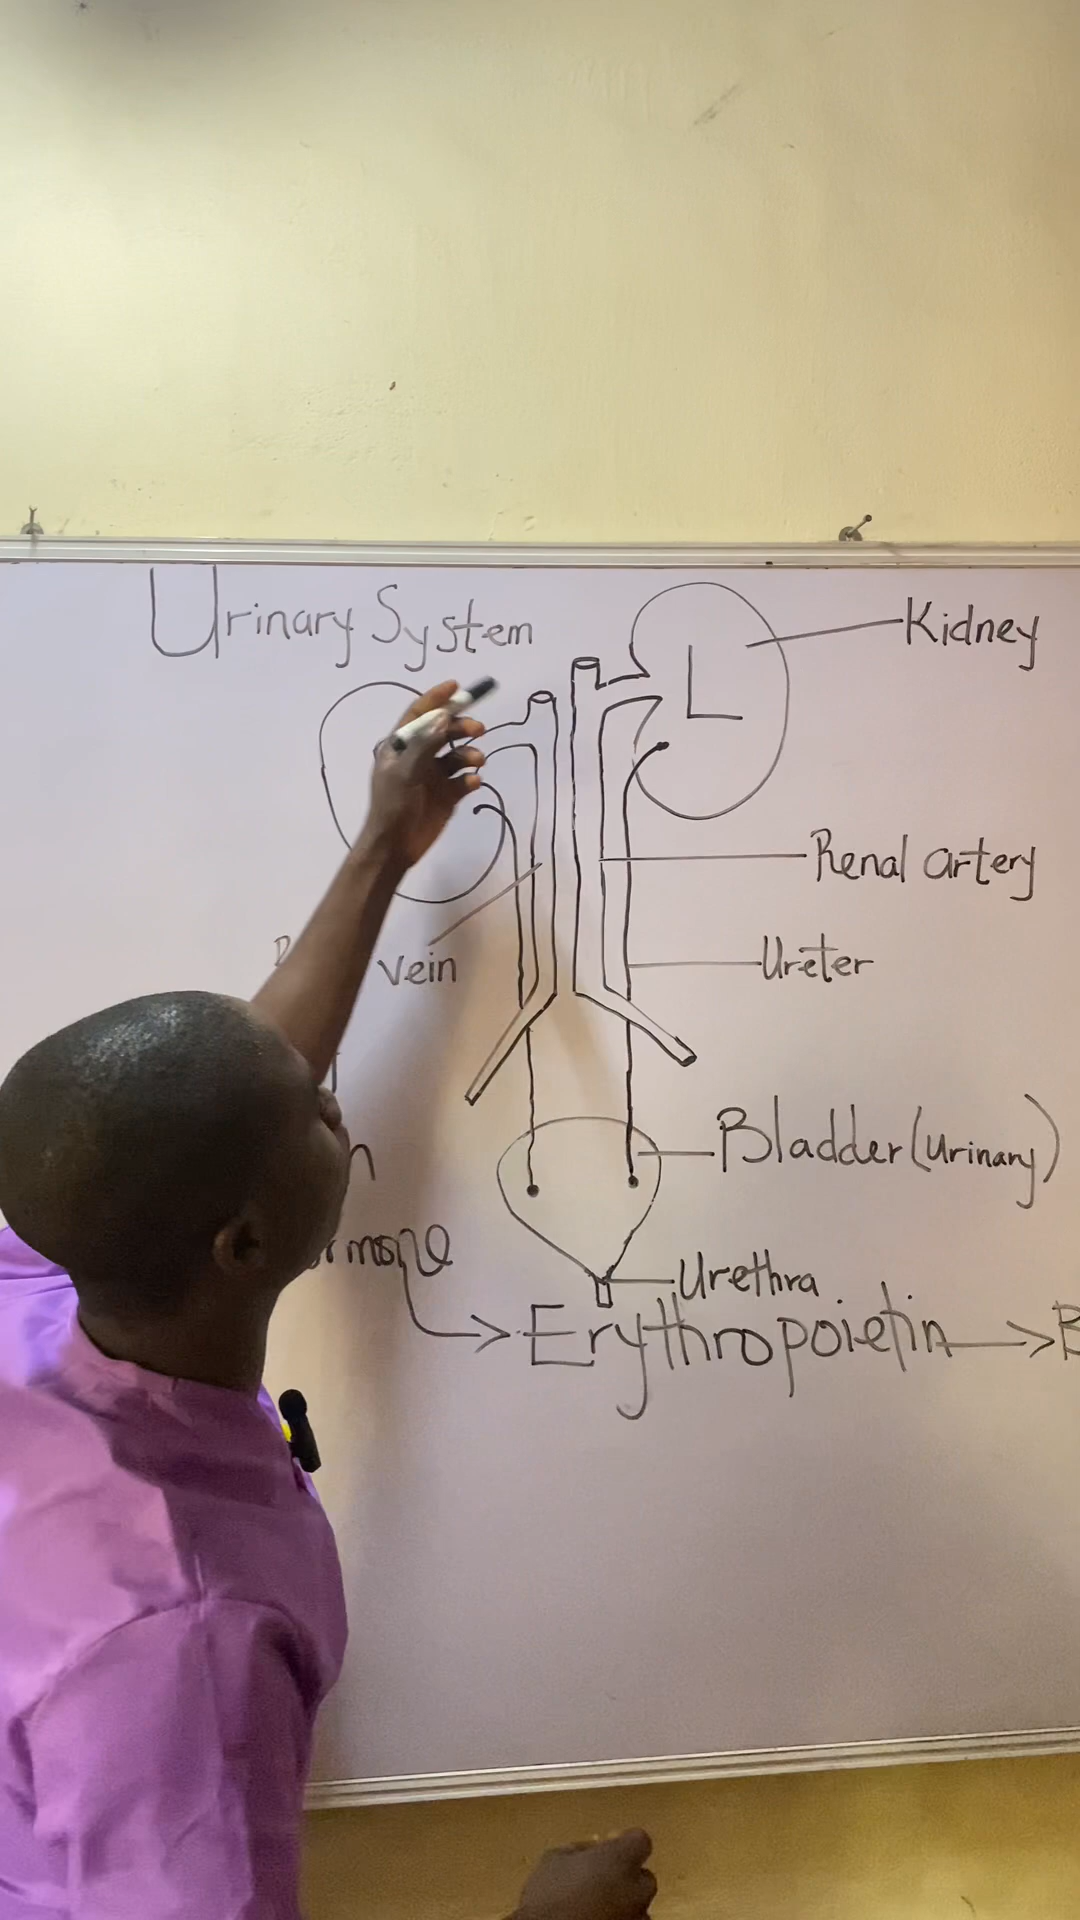 Urinary System
Kidney
L
Renal artery
vein
Ureter
Bladder (Urinary)
Urethra
Erythropoietin